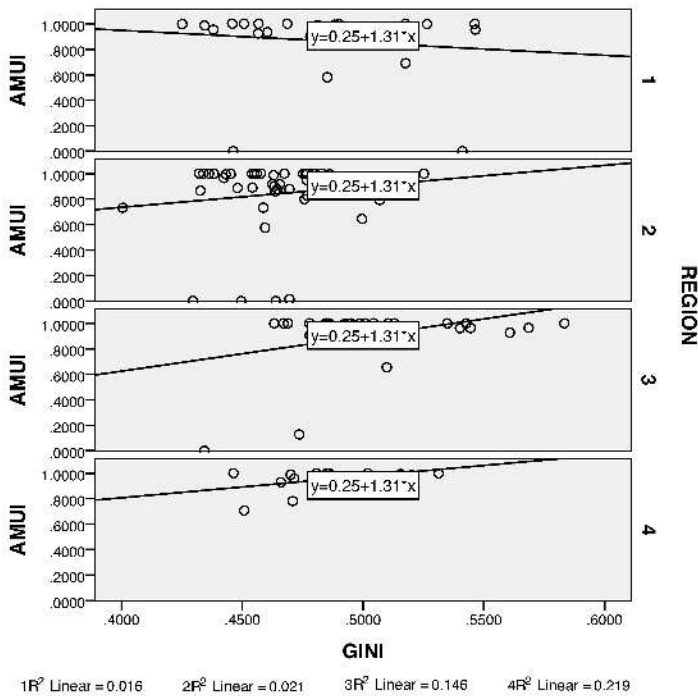 AMUI
1.0000
.8000
.6000
.4000
.2000
.0000
y=0.25+1.31*x
1
AMUI
1.0000
.8000
.6000
.4000
.2000
.0000
y=0.25+1.31*x
2
REGION
AMUI
1.0000
.8000
.6000
.4000
.2000
.0000
y=0.25+1.31*x
3
AMUI
1.0000
.8000
.6000
.4000
.2000
.0000
y=0.25+1.31*x
4
.4000 .4500 .5000 .5500 .6000
GINI
1R² Linear = 0.016 2R² Linear = 0.021 3R² Linear = 0.146 4R² Linear = 0.219